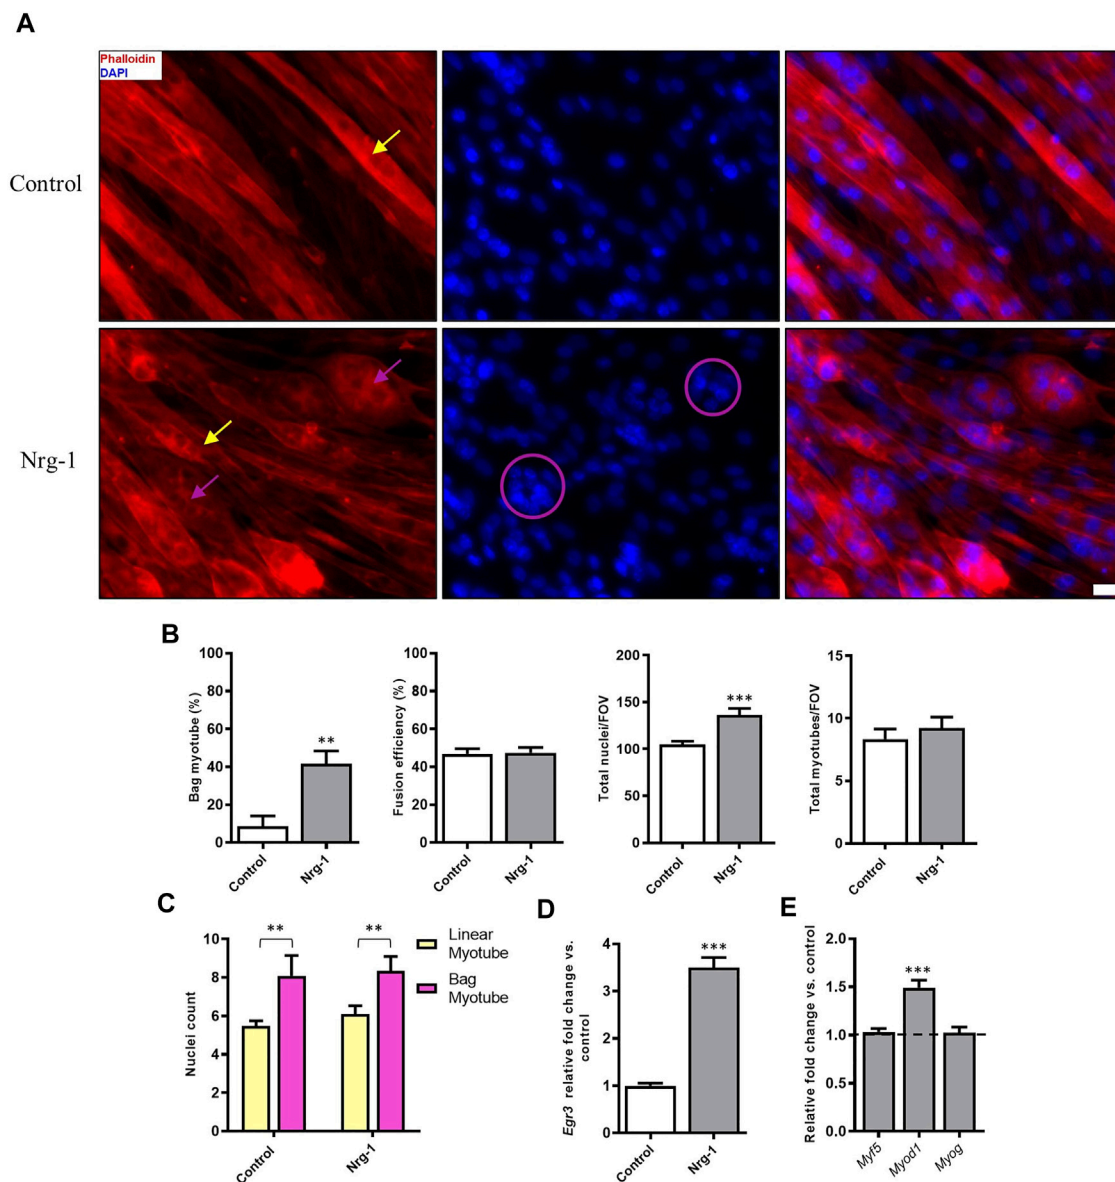 A
Phalloidin
DAPI
Control
Nrg-1
B
Bag myotube (%)
100
80
60
40
20
0
**
Control
Nrg-1
Fusion efficiency (%)
100
80
60
40
20
0
Control
Nrg-1
Total nuclei/FOV
200
150
100
50
0
***
Control
Nrg-1
Total myotubes/FOV
15
10
5
0
Control
Nrg-1
C
Nuclei count
10
8
6
4
2
0
**
**
Control
Nrg-1
Linear
Myotube
Bag
Myotube
D
Egr3 relative fold change vs.
control
4
3
2
1
0
***
Control
Nrg-1
E
Relative fold change vs. control
2.0
1.5
1.0
0.5
0.0
***
Myf5
Myod1
Myog